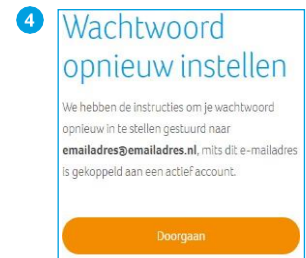 4
Wachtwoord
opnieuw instellen
We hebben de instructies om je wachtwoord
opnieuw in te stellen gestuurd naar
emailadres@emailadres.nl, mits dit e-mailadres
is gekoppeld aan een actief account.
Doorgaan